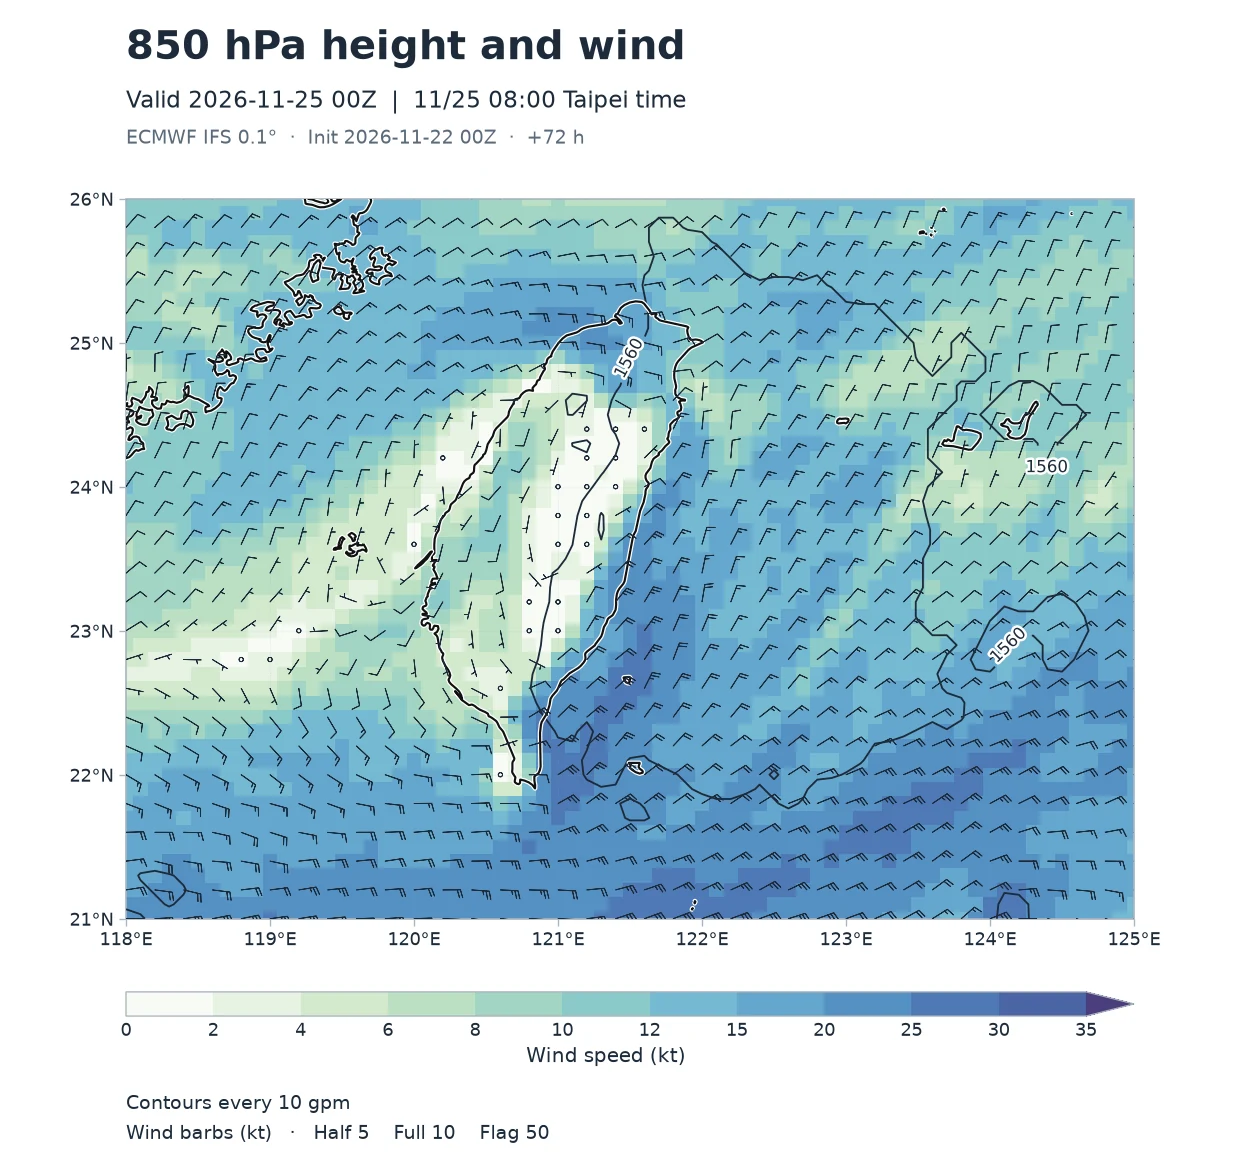 850 hPa height and wind
Valid 2026-11-25 00Z | 11/25 08:00 Taipei time
ECMWF IFS 0.1° · Init 2026-11-22 00Z · +72 h
26°N
25°N
1560
24°N
1560
23°N
1560
22°N
21°N
118°E 119°E 120°E 121°E 122°E 123°E 124°E 125°E
0 2 4 6 8 10 12 15 20 25 30 35
Wind speed (kt)
Contours every 10 gpm
Wind barbs (kt) · Half 5 Full 10 Flag 50